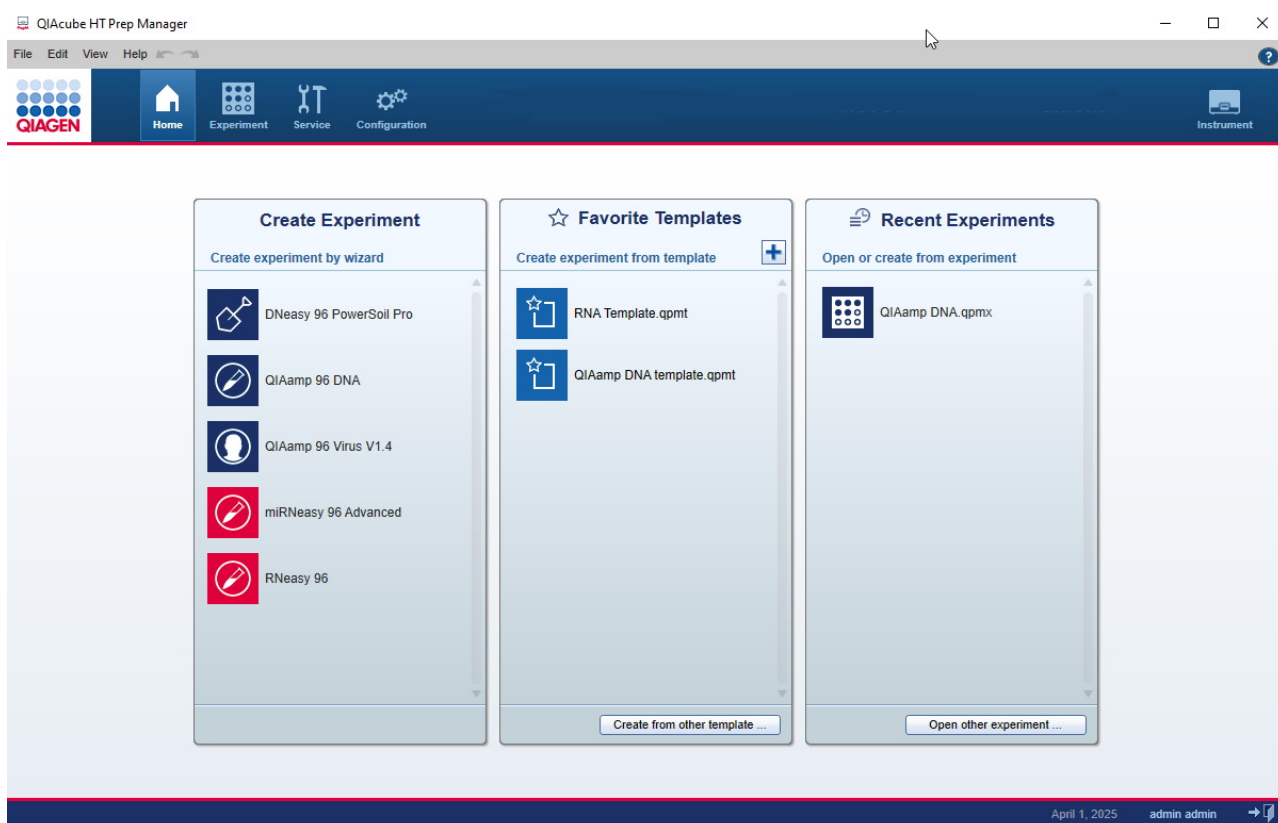 QIAcube HT Prep Manager
File Edit View Help
?
QIAGEN
Home
Experiment
Service
Configuration
Instrument
Create Experiment
Create experiment by wizard
DNeasy 96 PowerSoil Pro
QIAamp 96 DNA
QIAamp 96 Virus V1.4
miRNeasy 96 Advanced
RNeasy 96
Favorite Templates
Create experiment from template
RNA Template.qpmt
QIAamp DNA template.qpmt
Create from other template ...
Recent Experiments
Open or create from experiment
QIAamp DNA.qpmx
Open other experiment ...
April 1, 2025 admin admin